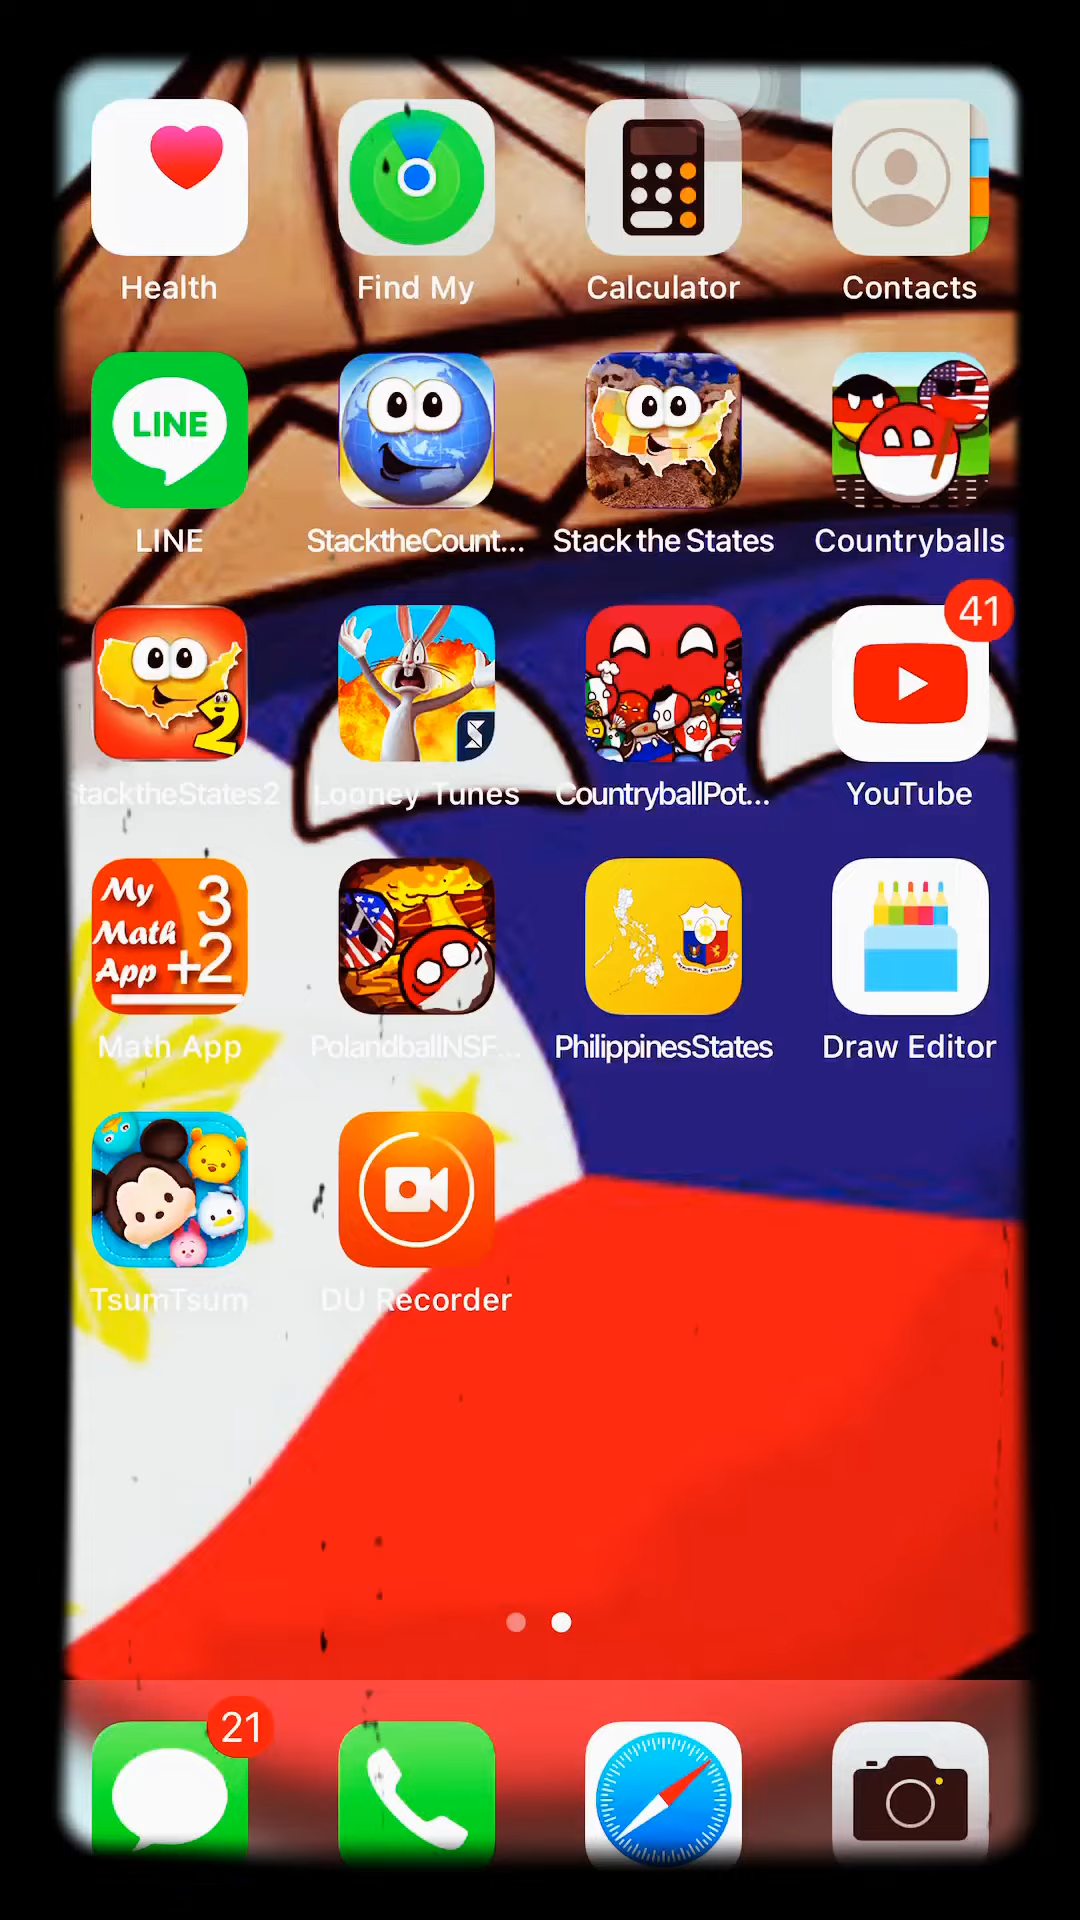 Health
Find My
Calculator
Contacts
LINE
LINE
StacktheCount...
Stack the States
Countryballs
2
41
StacktheStates2
Looney Tunes
CountryballPot...
YouTube
My 3
Math
App +2
Math App
PolandballNSF...
PhilippinesStates
Draw Editor
TsumTsum
DU Recorder
21